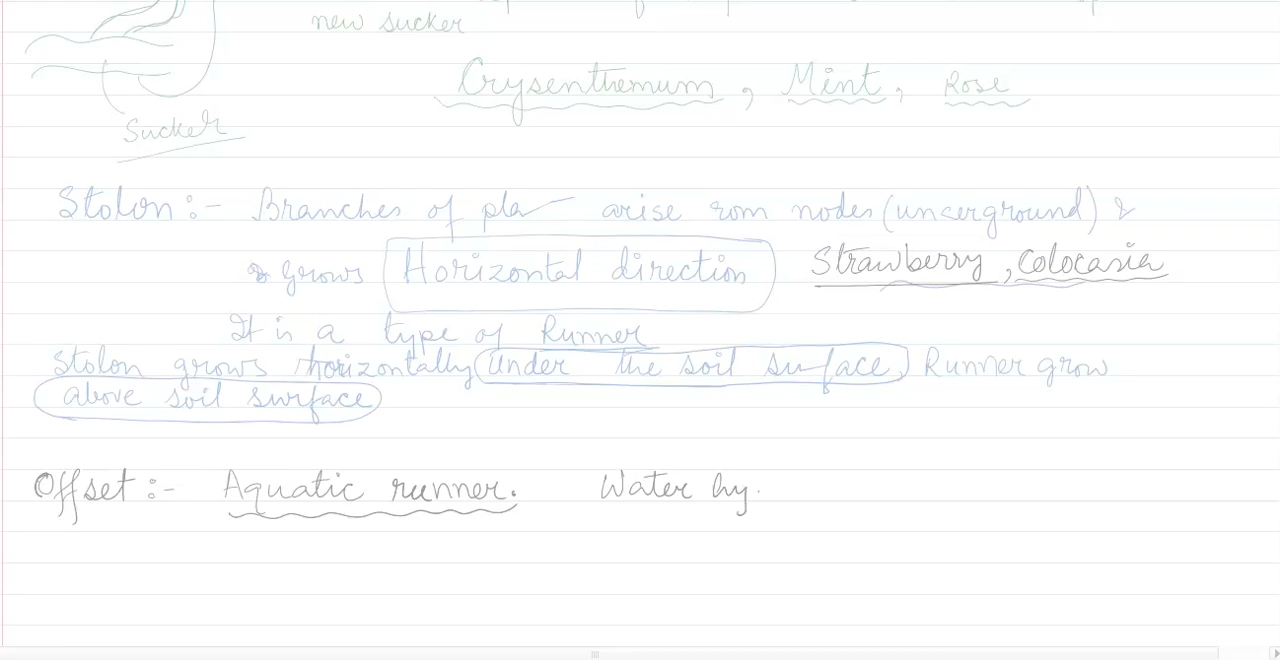 new sucker
Crysenthemum, Mint, Rose
Sucker
Stolon:- Branches of pla arise rom nodes (uncerground) &
& Grows Horizontal direction Strawberry, Colocasia
It is a type of Runner
Stolon grows horizontally under the soil surface, Runner grow
above soil surface
Offset:- Aquatic runner. Water hy.